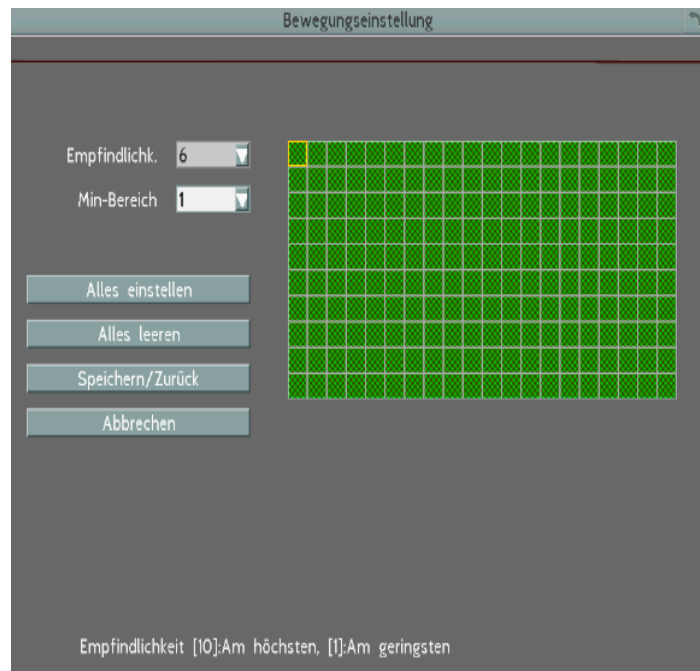 Bewegungseinstellung
Empfindlichk. 6
Min-Bereich 1
Alles einstellen
Alles leeren
Speichern/Zurück
Abbrechen
Empfindlichkeit [10]:Am höchsten, [1]:Am geringsten